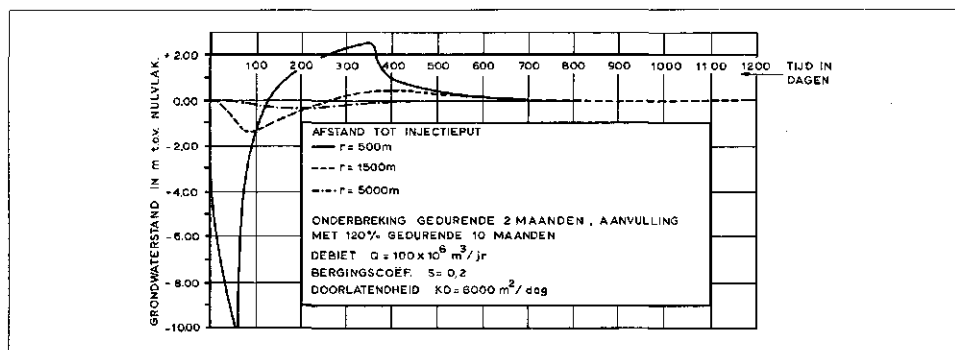 GRONDWATERSTAND IN m t.o.v. NULVLAK.
+2.00
0.00
-2.00
-4.00
-6.00
-8.00
-10.00
100 200 300 400 500 600 700 800 900 1000 1100 1200
TIJD IN
DAGEN
AFSTAND TOT INJECTIEPUT
r = 500m
r = 1500m
r = 5000m
ONDERBREKING GEDURENDE 2 MAANDEN, AANVULLING
MET 120% GEDURENDE 10 MAANDEN
DEBIET Q = 100 x 10⁶ m³/jr
BERGINGSCOËF. S = 0,2
DOORLATENDHEID KD = 6000 m²/dag